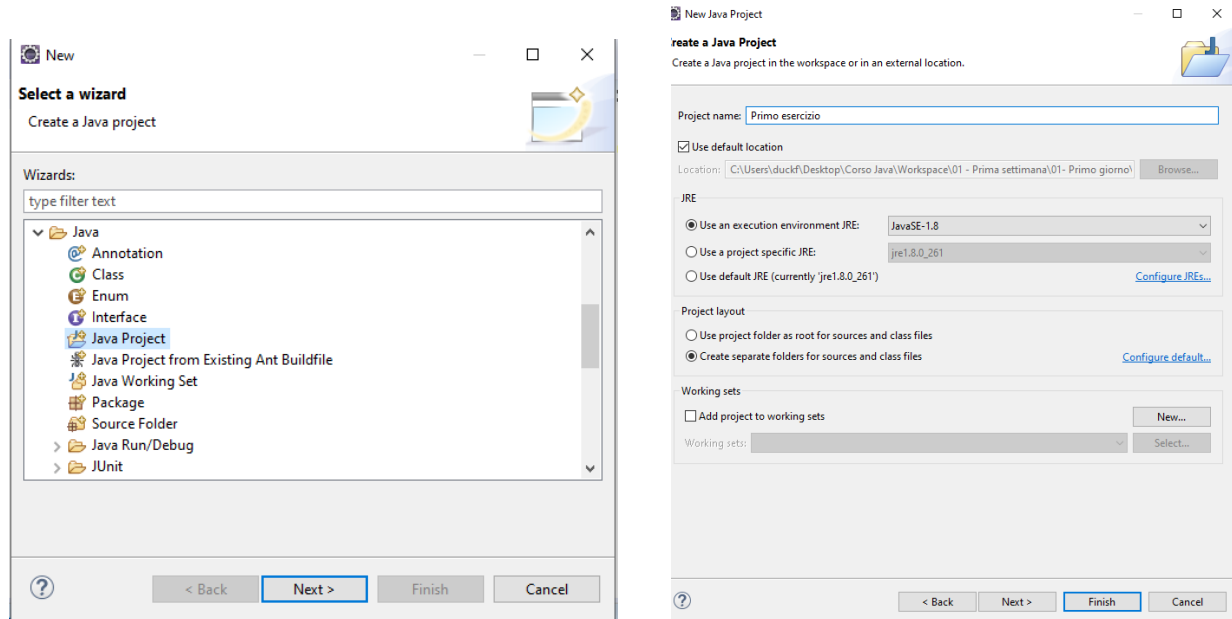 New
Select a wizard
Create a Java project
Wizards:
type filter text
Java
Annotation
Class
Enum
Interface
Java Project
Java Project from Existing Ant Buildfile
Java Working Set
Package
Source Folder
Java Run/Debug
JUnit
< Back Next > Finish Cancel
New Java Project
reate a Java Project
Create a Java project in the workspace or in an external location.
Project name: Primo esercizio
Use default location
Location: C:\Users\duckf\Desktop\Corso Java\Workspace\01 - Prima settimana\01- Primo giorno\ Browse...
JRE
Use an execution environment JRE: JavaSE-1.8
Use a project specific JRE: jre1.8.0_261
Use default JRE (currently 'jre1.8.0_261') Configure JREs...
Project layout
Use project folder as root for sources and class files
Create separate folders for sources and class files Configure default...
Working sets
Add project to working sets New...
Working sets: Select...
< Back Next > Finish Cancel